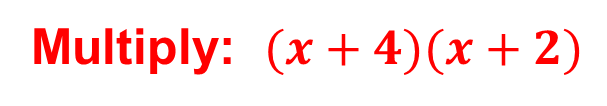 Multiply: (x + 4)(x + 2)